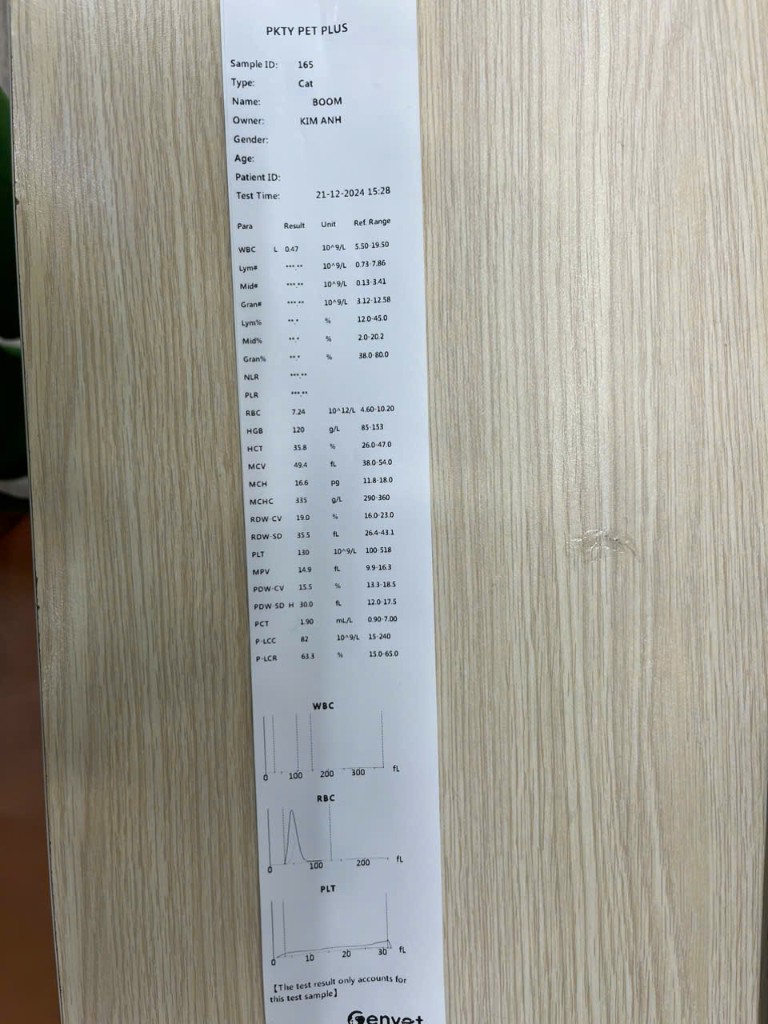 PKTY PET PLUS
Sample ID: 165
Type: Cat
Name: BOOM
Owner: KIM ANH
Gender:
Age:
Patient ID:
Test Time: 21-12-2024 15:28
Para Result Unit Ref. Range
WBC L 0.47 10^9/L 5.50-19.50
Lym# ***.** 10^9/L 0.73-7.86
Mid# ***.** 10^9/L 0.13-3.41
Gran# ***.** 10^9/L 3.12-12.58
Lym% **.* % 12.0-45.0
Mid% **.* % 2.0-20.2
Gran% **.* % 38.0-80.0
NLR ***.**
PLR ***.**
RBC 7.24 10^12/L 4.60-10.20
HGB 120 g/L 85-153
HCT 35.8 % 26.0-47.0
MCV 49.4 fL 38.0-54.0
MCH 16.6 pg 11.8-18.0
MCHC 335 g/L 290-360
RDW-CV 19.0 % 16.0-23.0
RDW-SD 35.5 fL 26.4-43.1
PLT 130 10^9/L 100-518
MPV 14.9 fL 9.9-16.3
PDW-CV 15.5 % 13.3-18.5
PDW-SD H 30.0 fL 12.0-17.5
PCT 1.90 mL/L 0.90-7.00
P-LCC 82 10^9/L 15-240
P-LCR 63.3 % 15.0-65.0
WBC
0 100 200 300 fL
RBC
0 100 200 fL
PLT
0 10 20 30 fL
【The test result only accounts for
this test sample】
Genvet